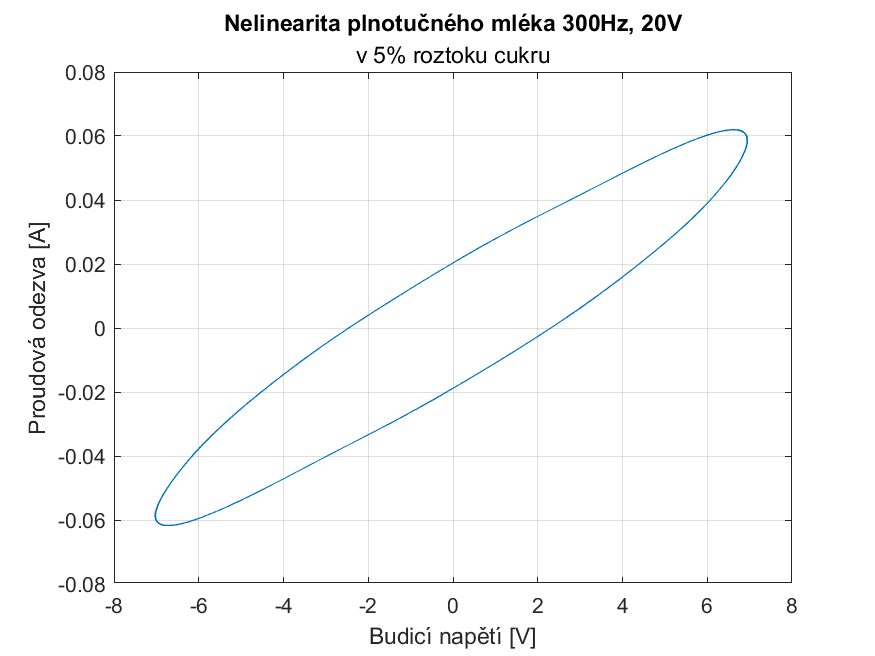 Nelinearita plnotučného mléka 300Hz, 20V
v 5% roztoku cukru
0.08
0.06
0.04
0.02
0
-0.02
-0.04
-0.06
-0.08
Proudová odezva [A]
-8 -6 -4 -2 0 2 4 6 8
Budicí napětí [V]